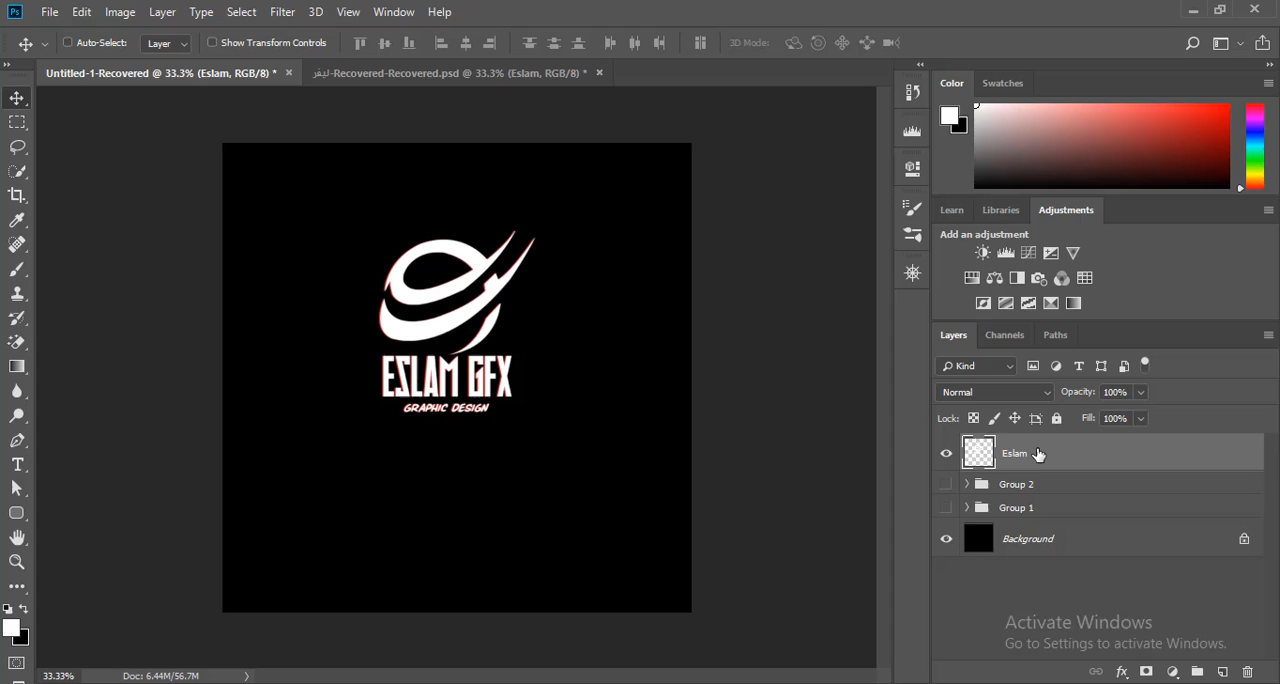 Ps File Edit Image Layer Type Select Filter 3D View Window Help
Auto-Select: Layer Show Transform Controls 3D Mode:
Untitled-1-Recovered @ 33.3% (Eslam, RGB/8) * × ليقر-Recovered-Recovered.psd @ 33.3% (Eslam, RGB/8) * ×
Color Swatches
Learn Libraries Adjustments
Add an adjustment
Layers Channels Paths
Kind
Normal Opacity: 100%
Lock: Fill: 100%
Eslam
Group 2
Group 1
Background
ESLAM GFX
GRAPHIC DESIGN
Activate Windows
Go to Settings to activate Windows.
33.33% Doc: 6.44M/56.7M